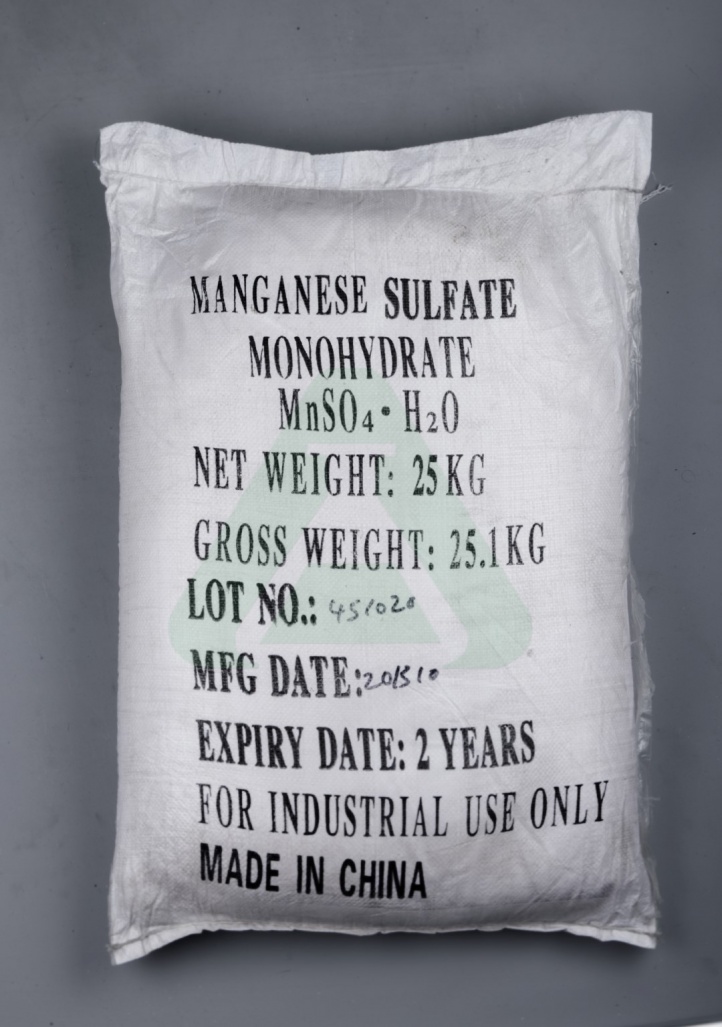 MANGANESE SULFATE
MONOHYDRATE
MnSO₄• H₂O
NET WEIGHT: 25KG
GROSS WEIGHT: 25.1KG
LOT NO.: 451020
MFG DATE:201510
EXPIRY DATE: 2 YEARS
FOR INDUSTRIAL USE ONLY
MADE IN CHINA